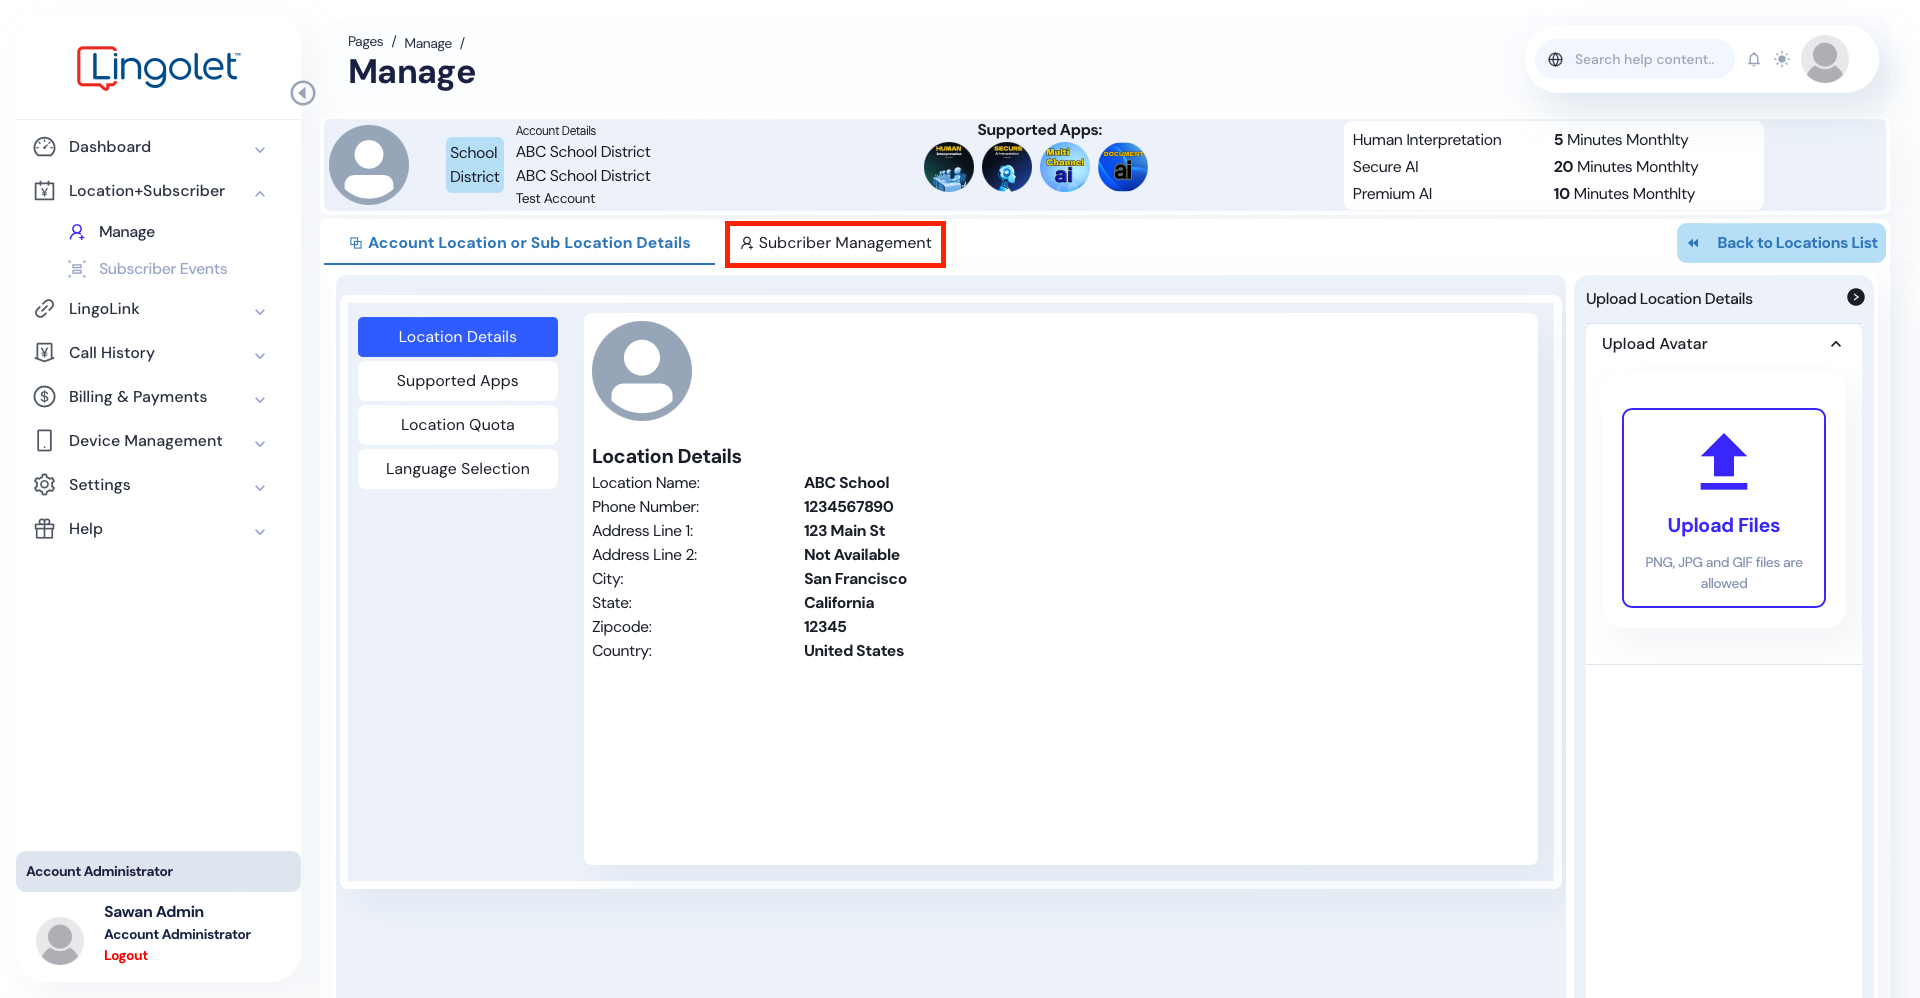 Lingolet™
Dashboard
Location+Subscriber
Manage
Subscriber Events
LingoLink
Call History
Billing & Payments
Device Management
Settings
Help
Account Administrator
Sawan Admin
Account Administrator
Logout
Pages / Manage /
Manage
Search help content..
School
District
Account Details
ABC School District
ABC School District
Test Account
Supported Apps:
HUMAN
Interpretation
SECURE
AI Interpretation
Multi
Channel
ai
DOCUMENT
ai
Human Interpretation 5 Minutes Monthlty
Secure AI 20 Minutes Monthlty
Premium AI 10 Minutes Monthlty
Account Location or Sub Location Details
Subcriber Management
Back to Locations List
Location Details
Supported Apps
Location Quota
Language Selection
Location Details
Location Name: ABC School
Phone Number: 1234567890
Address Line 1: 123 Main St
Address Line 2: Not Available
City: San Francisco
State: California
Zipcode: 12345
Country: United States
Upload Location Details
Upload Avatar
Upload Files
PNG, JPG and GIF files are
allowed